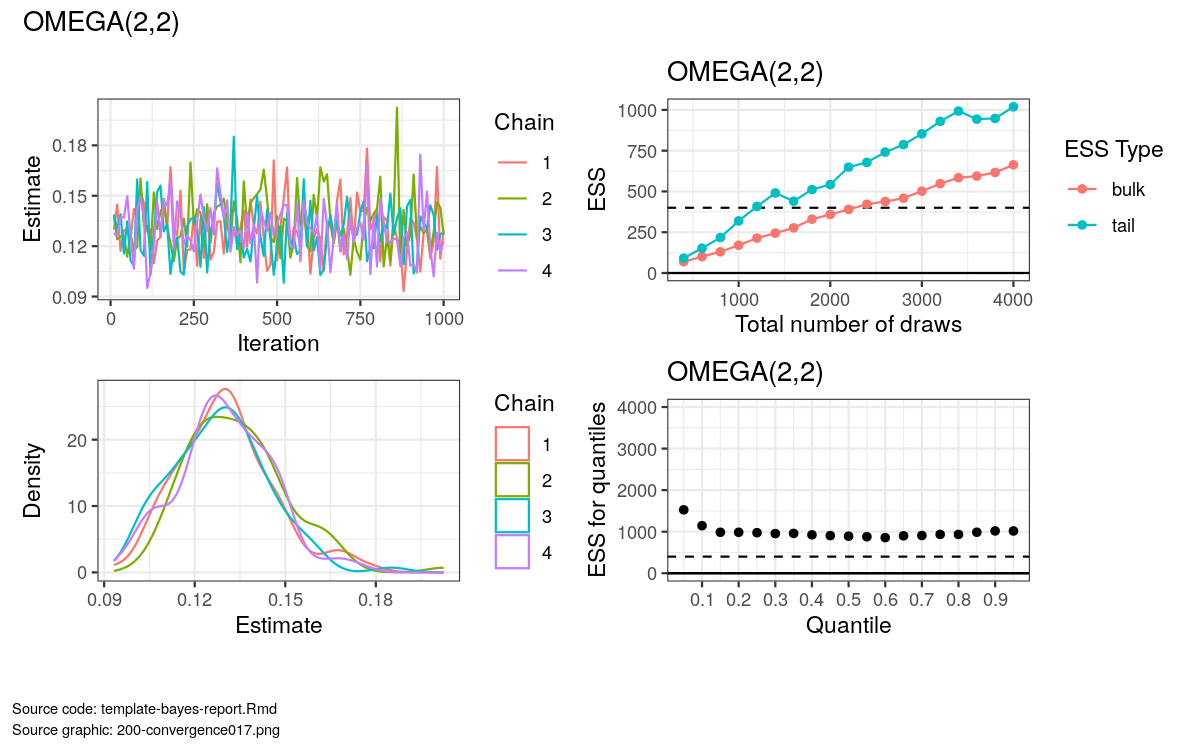 OMEGA(2,2)
Estimate
0.18
0.15
0.12
0.09
0 250 500 750 1000
Iteration
Chain
1
2
3
4
OMEGA(2,2)
ESS
1000
750
500
250
0
1000 2000 3000 4000
Total number of draws
ESS Type
bulk
tail
Density
20
10
0
0.09 0.12 0.15 0.18
Estimate
Chain
1
2
3
4
OMEGA(2,2)
ESS for quantiles
4000
3000
2000
1000
0
0.1 0.2 0.3 0.4 0.5 0.6 0.7 0.8 0.9
Quantile
Source code: template-bayes-report.Rmd
Source graphic: 200-convergence017.png